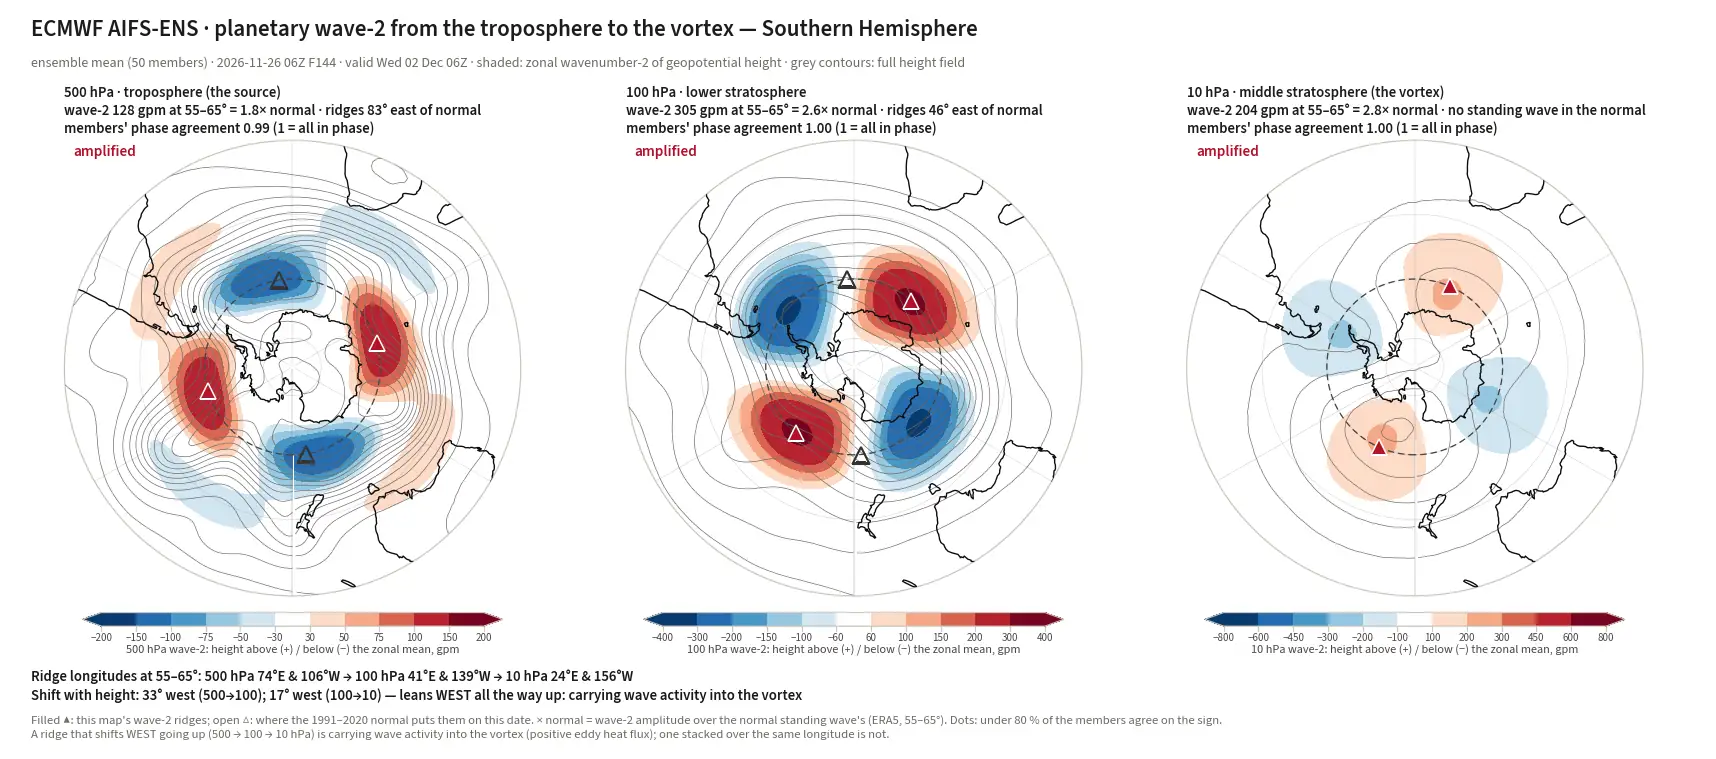 ECMWF AIFS-ENS · planetary wave-2 from the troposphere to the vortex — Southern Hemisphere
ensemble mean (50 members) · 2026-11-26 06Z F144 · valid Wed 02 Dec 06Z · shaded: zonal wavenumber-2 of geopotential height · grey contours: full height field
500 hPa · troposphere (the source)
wave-2 128 gpm at 55–65° = 1.8× normal · ridges 83° east of normal
members' phase agreement 0.99 (1 = all in phase)
amplified
100 hPa · lower stratosphere
wave-2 305 gpm at 55–65° = 2.6× normal · ridges 46° east of normal
members' phase agreement 1.00 (1 = all in phase)
amplified
10 hPa · middle stratosphere (the vortex)
wave-2 204 gpm at 55–65° = 2.8× normal · no standing wave in the normal
members' phase agreement 1.00 (1 = all in phase)
amplified
−200 −150 −100 −75 −50 −30 30 50 75 100 150 200
500 hPa wave-2: height above (+) / below (−) the zonal mean, gpm
−400 −300 −200 −150 −100 −60 60 100 150 200 300 400
100 hPa wave-2: height above (+) / below (−) the zonal mean, gpm
−800 −600 −450 −300 −200 −100 100 200 300 450 600 800
10 hPa wave-2: height above (+) / below (−) the zonal mean, gpm
Ridge longitudes at 55–65°: 500 hPa 74°E & 106°W → 100 hPa 41°E & 139°W → 10 hPa 24°E & 156°W
Shift with height: 33° west (500→100); 17° west (100→10) — leans WEST all the way up: carrying wave activity into the vortex
Filled ▲: this map's wave-2 ridges; open △: where the 1991–2020 normal puts them on this date. × normal = wave-2 amplitude over the normal standing wave's (ERA5, 55–65°). Dots: under 80 % of the members agree on the sign.
A ridge that shifts WEST going up (500 → 100 → 10 hPa) is carrying wave activity into the vortex (positive eddy heat flux); one stacked over the same longitude is not.